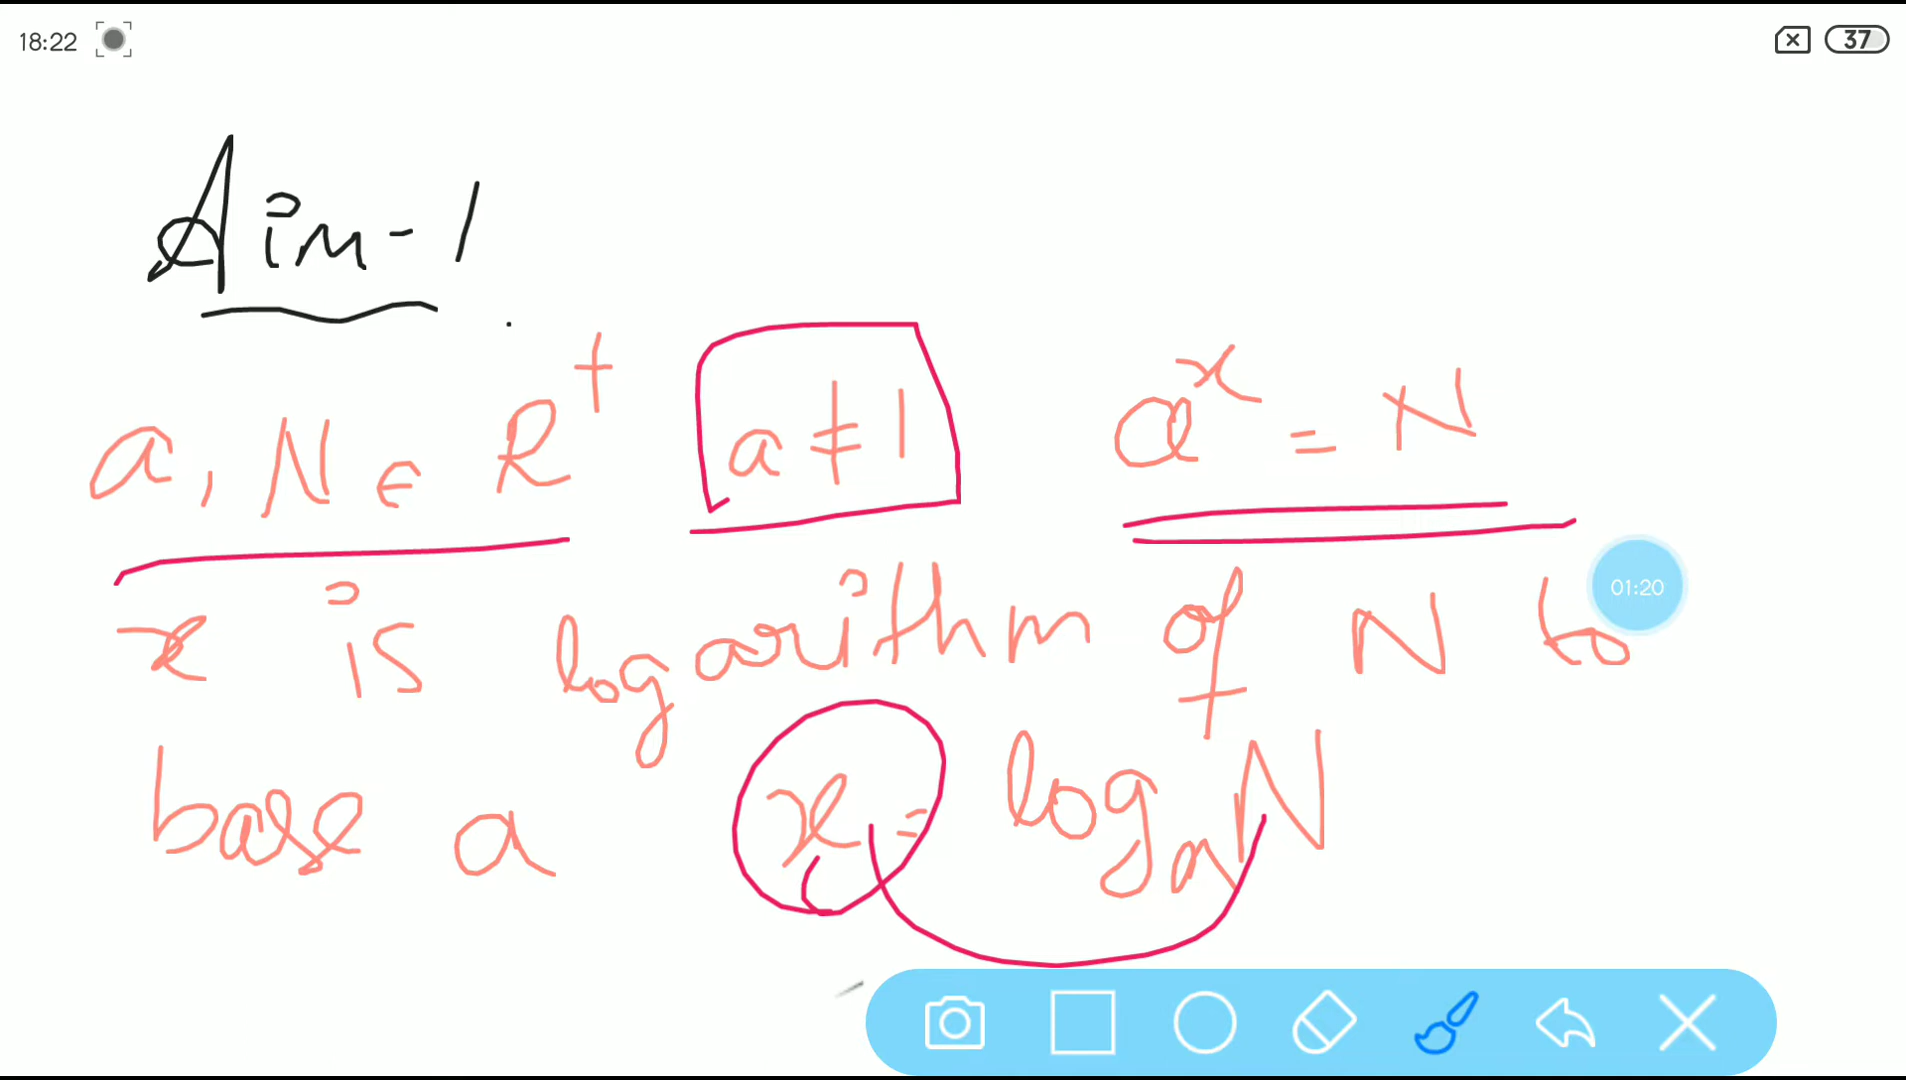 18:22 37
Aim-1
a, N ∈ R⁺ a ≠ 1 aˣ = N
01:20
x is logarithm of N to
base a x = logₐN